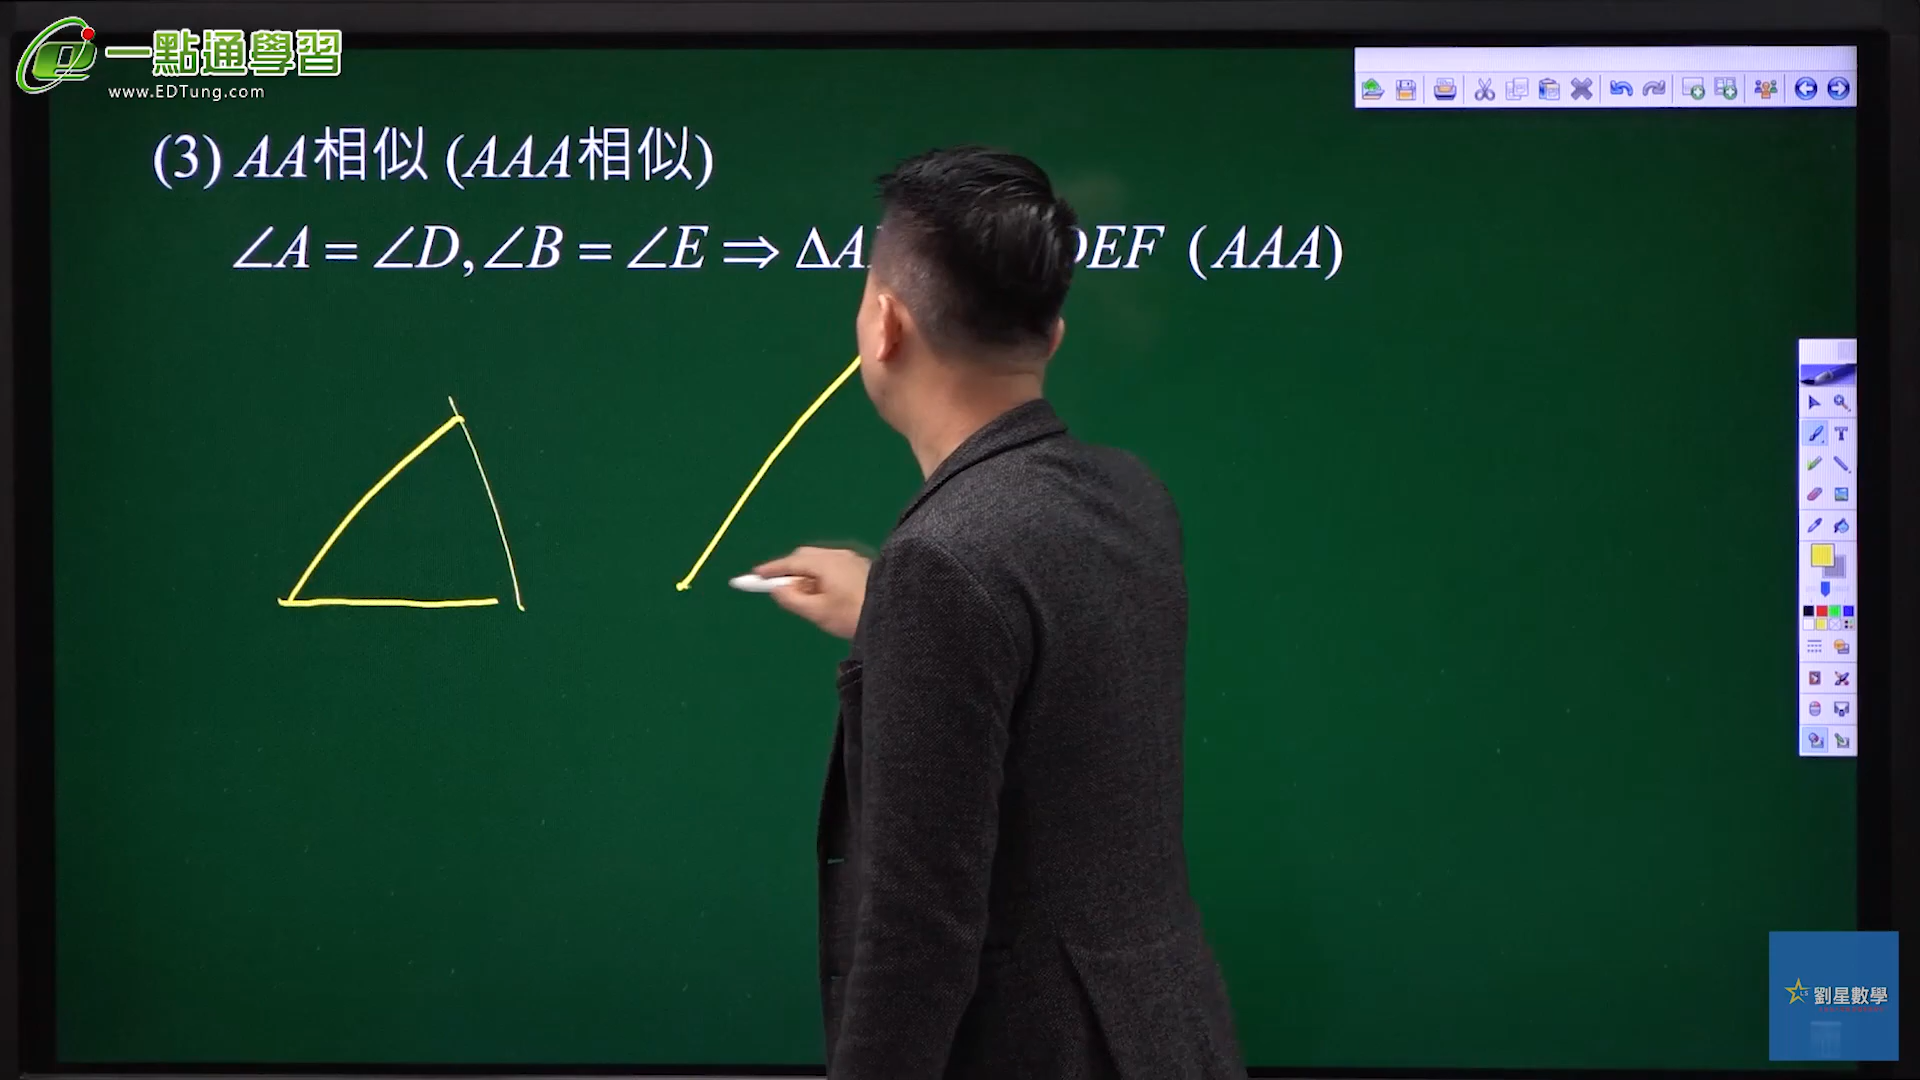 一點通學習
www.EDTung.com
(3) AA相似 (AAA相似)
∠A = ∠D, ∠B = ∠E ⇒ ΔA DEF (AAA)
劉星數學